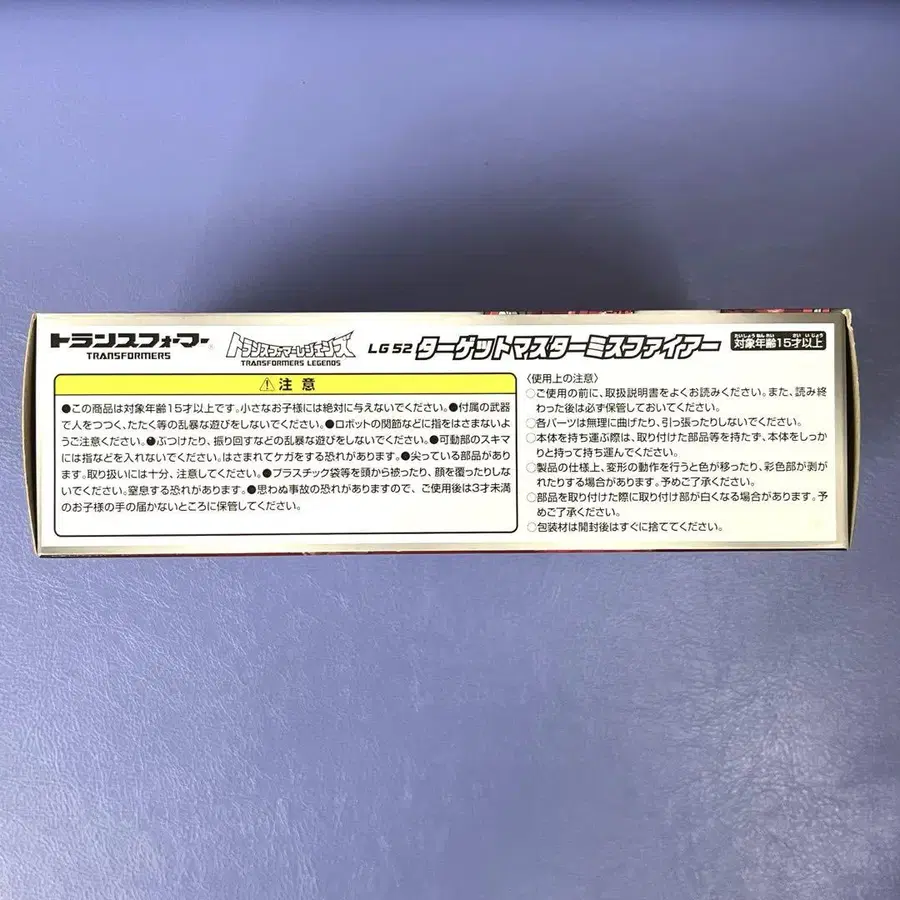 トランスフォーマー
TRANSFORMERS
トランスフォーマーレジェンズ
TRANSFORMERS LEGENDS
LG 52 ターゲットマスターミスファイアー
たいしょうねんれい さい いじょう
対象年齢15才以上
注意
●この商品は対象年齢15才以上です。小さなお子様には絶対に与えないでください。●付属の武器
で人をつつく、たたく等の乱暴な遊びをしないでください。●ロボットの関節などに指をはさまないよ
うご注意ください。●ぶつけたり、振り回すなどの乱暴な遊びをしないでください。●可動部のスキマ
には指などを入れないでください。はさまれてケガをする恐れがあります。●尖っている部品があり
ます。取り扱いには十分、注意してください。●プラスチック袋等を頭から被ったり、顔を覆ったりしな
いでください。窒息する恐れがあります。●思わぬ事故の恐れがありますので、ご使用後は3才未満
のお子様の手の届かないところに保管してください。
〈使用上の注意〉
○ご使用の前に、取扱説明書をよくお読みください。また、読み終
わった後は必ず保管しておいてください。
○各パーツは無理に曲げたり、引っ張ったりしないでください。
○本体を持ち運ぶ際は、取り付けた部品等を持たず、本体をしっか
りと持って持ち運んでください。
○製品の仕様上、変形の動作を行うと色が移ったり、彩色部が剥が
れたりする場合があります。予めご了承ください。
○部品を取り付けた際に取り付け部が白くなる場合があります。予
めご了承ください。
○包装材は開封後はすぐに捨ててください。